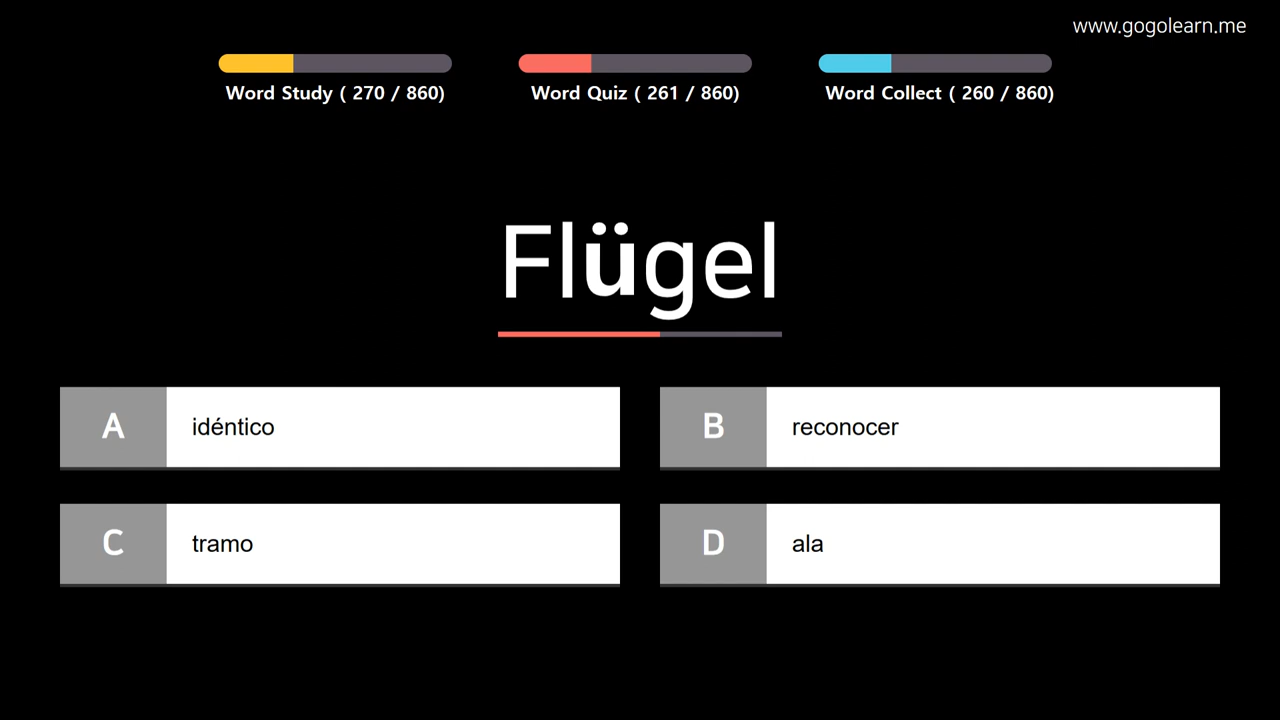 www.gogolearn.me
Word Study ( 270 / 860)
Word Quiz ( 261 / 860)
Word Collect ( 260 / 860)
Flügel
A idéntico
B reconocer
C tramo
D ala